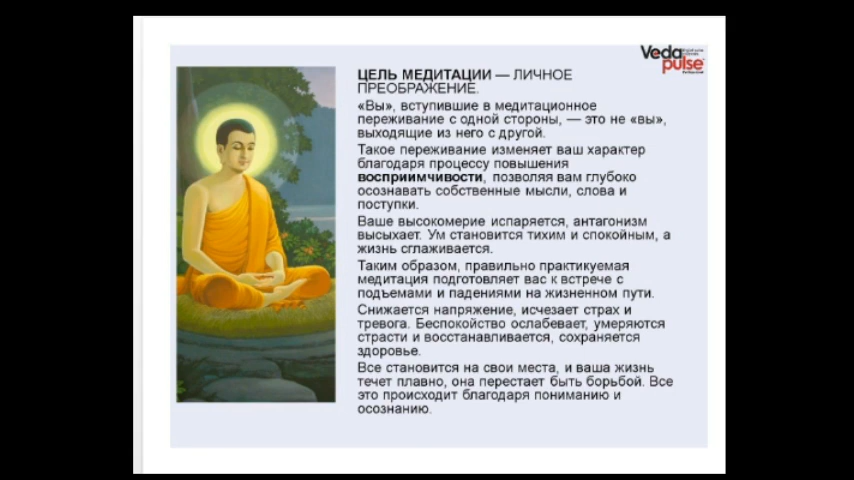 Veda
pulse
ЦЕЛЬ МЕДИТАЦИИ — ЛИЧНОЕ
ПРЕОБРАЖЕНИЕ.
«Вы», вступившие в медитационное
переживание с одной стороны, — это не «вы»,
выходящие из него с другой.
Такое переживание изменяет ваш характер
благодаря процессу повышения
восприимчивости, позволяя вам глубоко
осознавать собственные мысли, слова и
поступки.
Ваше высокомерие испаряется, антагонизм
высыхает. Ум становится тихим и спокойным, а
жизнь сглаживается.
Таким образом, правильно практикуемая
медитация подготовляет вас к встрече с
подъемами и падениями на жизненном пути.
Снижается напряжение, исчезает страх и
тревога. Беспокойство ослабевает, умеряются
страсти и восстанавливается, сохраняется
здоровье.
Все становится на свои места, и ваша жизнь
течет плавно, она перестает быть борьбой. Все
это происходит благодаря пониманию и
осознанию.